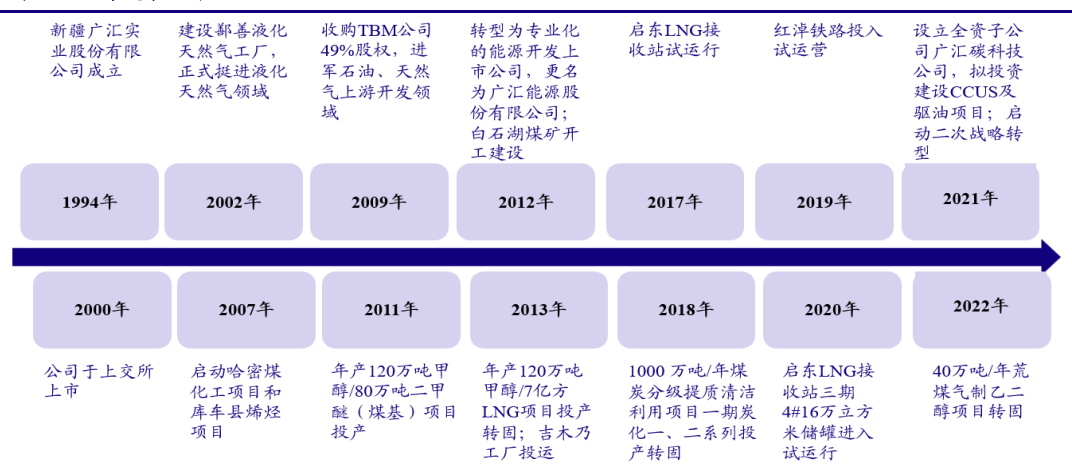 新疆广汇实
业股份有限
公司成立
建设鄯善液化
天然气工厂，
正式挺进液化
天然气领域
收购TBM公司
49%股权，进
军石油、天然
气上游开发领
域
转型为专业化
的能源开发上
市公司，更名
为广汇能源股
份有限公司；
白石湖煤矿开
工建设
启东LNG接
收站试运行
红淖铁路投入
试运营
设立全资子公
司广汇碳科技
公司，拟投资
建设CCUS及
驱油项目；启
动二次战略转
型
1994年
2002年
2009年
2012年
2017年
2019年
2021年
2000年
2007年
2011年
2013年
2018年
2020年
2022年
公司于上交所
上市
启动哈密煤
化工项目和
库车县烯烃
项目
年产120万吨甲
醇/80万吨二甲
醚（煤基）项目
投产
年产120万吨
甲醇/7亿方
LNG项目投产
转固；吉木乃
工厂投运
1000 万吨/年煤
炭分级提质清洁
利用项目一期炭
化一、二系列投
产转固
启东LNG接
收站三期
4#16万立方
米储罐进入
试运行
40万吨/年荒
煤气制乙二
醇项目转固